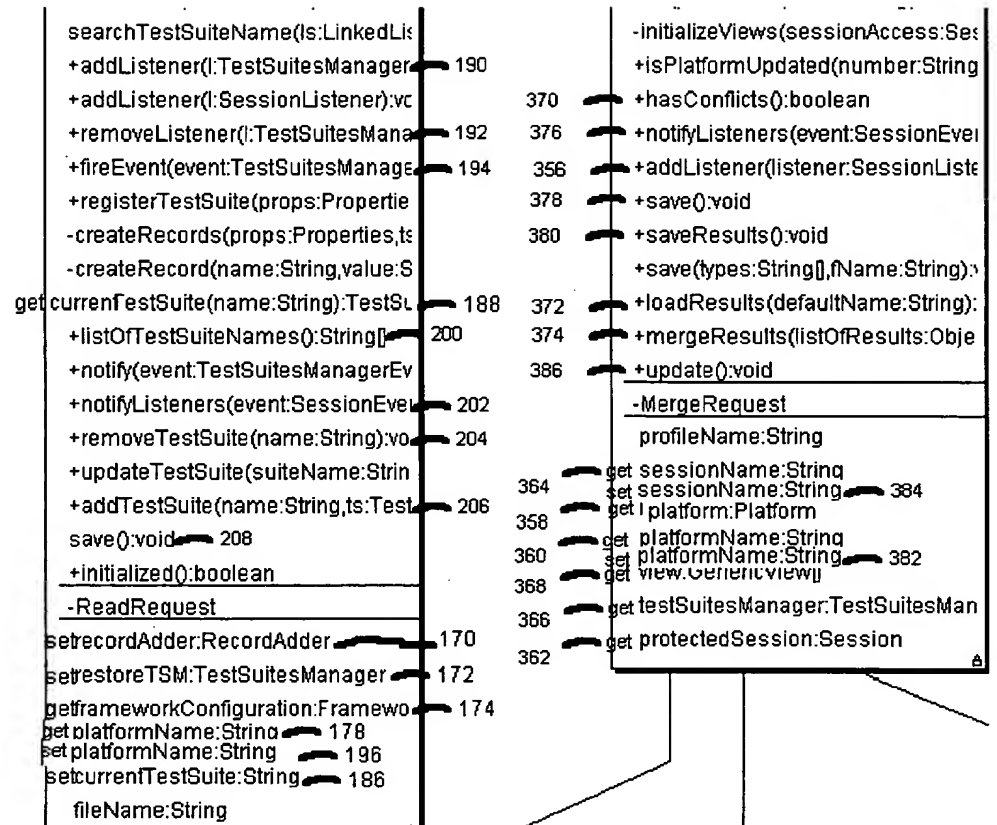 searchTestSuiteName(ls:LinkedLis
+addListener(l:TestSuitesManager 190
+addListener(l:SessionListener):vc
+removeListener(l:TestSuitesMana 192
+fireEvent(event:TestSuitesManage 194
+registerTestSuite(props:Propertie
-createRecords(props:Properties,ts
-createRecord(name:String,value:S
get currentTestSuite(name:String):TestSu 188
+listOfTestSuiteNames():String[] 200
+notify(event:TestSuitesManagerEv
+notifyListeners(event:SessionEve 202
+removeTestSuite(name:String):vo 204
+updateTestSuite(suiteName:Strin
+addTestSuite(name:String,ts:Test 206
save():void 208
+initialized():boolean
-ReadRequest
setrecordAdder:RecordAdder 170
setrestoreTSM:TestSuitesManager 172
getframeworkConfiguration:Framewo 174
get platformName:String 178
set platformName:String 196
setcurrentTestSuite:String 186
fileName:String
-initializeViews(sessionAccess:Ses
+isPlatformUpdated(number:String
370 +hasConflicts():boolean
376 +notifyListeners(event:SessionEve
356 +addListener(listener:SessionListe
378 +save():void
380 +saveResults():void
+save(types:String[],fName:String):v
372 +loadResults(defaultName:String):
374 +mergeResults(listOfResults:Obje
386 +update():void
-MergeRequest
profileName:String
364 get sessionName:String
set sessionName:String 384
358 get platform:Platform
360 get platformName:String
set platformName:String 382
368 get view:GenericView[]
366 get testSuitesManager:TestSuitesMan
362 get protectedSession:Session